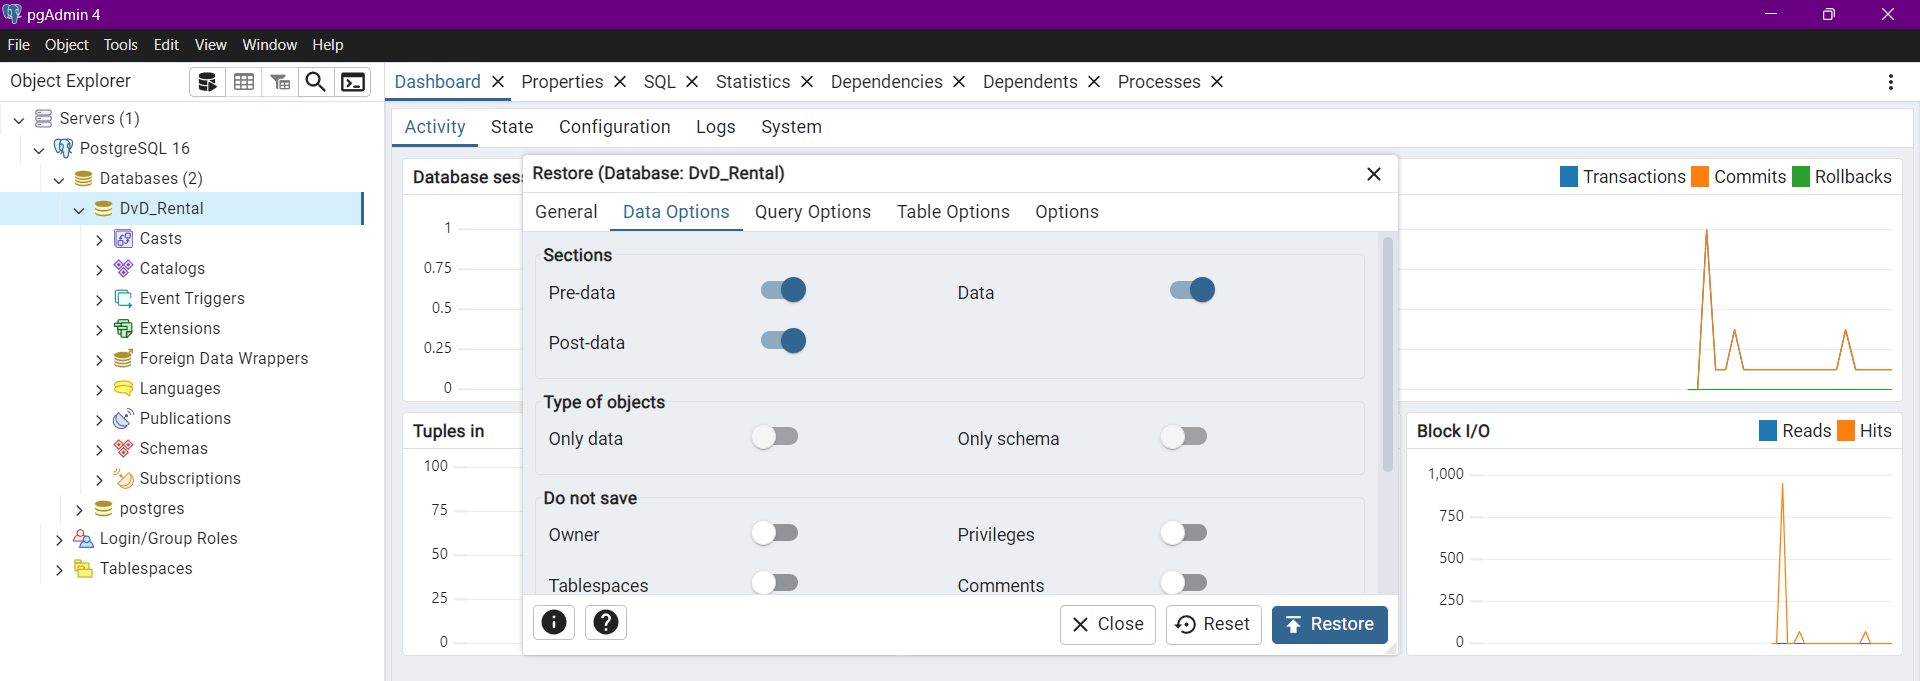 pgAdmin 4
File Object Tools Edit View Window Help
Object Explorer
Dashboard Properties SQL Statistics Dependencies Dependents Processes
Servers (1)
PostgreSQL 16
Databases (2)
DvD_Rental
Casts
Catalogs
Event Triggers
Extensions
Foreign Data Wrappers
Languages
Publications
Schemas
Subscriptions
postgres
Login/Group Roles
Tablespaces
Activity State Configuration Logs System
Database ses
Transactions Commits Rollbacks
1
0.75
0.5
0.25
0
Tuples in
100
75
50
25
0
Restore (Database: DvD_Rental)
General Data Options Query Options Table Options Options
Sections
Pre-data Data
Post-data
Type of objects
Only data Only schema
Do not save
Owner Privileges
Tablespaces Comments
Close Reset Restore
Block I/O Reads Hits
1,000
750
500
250
0